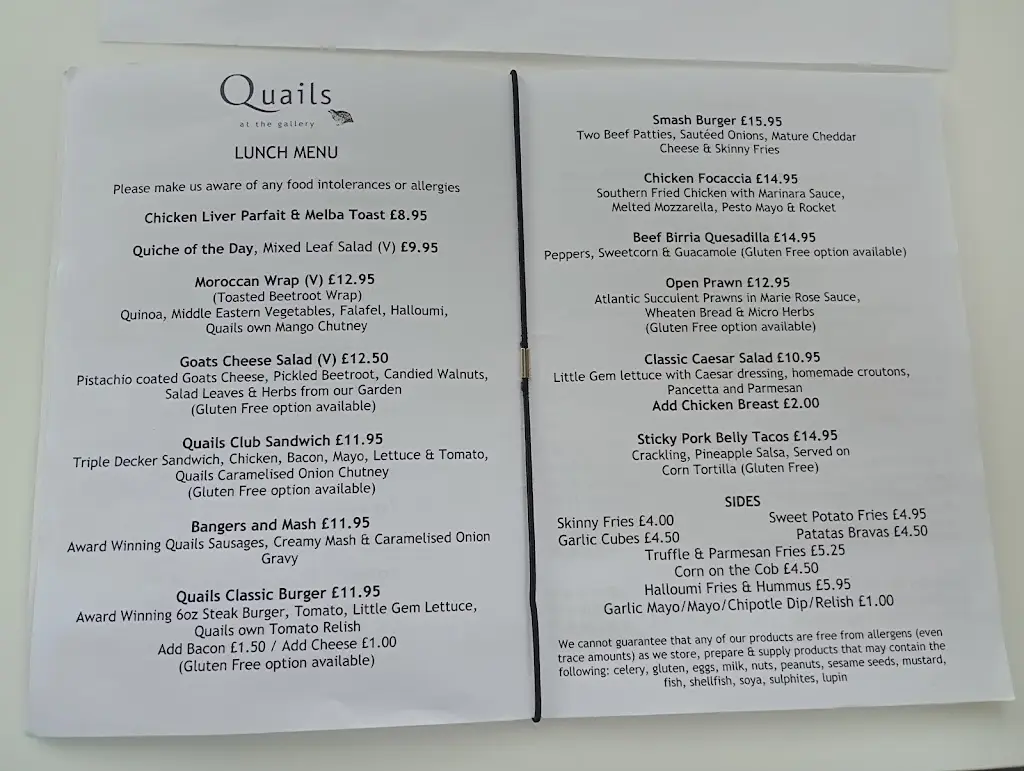 Quails
at the gallery
LUNCH MENU
Please make us aware of any food intolerances or allergies
Chicken Liver Parfait & Melba Toast £8.95
Quiche of the Day, Mixed Leaf Salad (V) £9.95
Moroccan Wrap (V) £12.95
(Toasted Beetroot Wrap)
Quinoa, Middle Eastern Vegetables, Falafel, Halloumi,
Quails own Mango Chutney
Goats Cheese Salad (V) £12.50
Pistachio coated Goats Cheese, Pickled Beetroot, Candied Walnuts,
Salad Leaves & Herbs from our Garden
(Gluten Free option available)
Quails Club Sandwich £11.95
Triple Decker Sandwich, Chicken, Bacon, Mayo, Lettuce & Tomato,
Quails Caramelised Onion Chutney
(Gluten Free option available)
Bangers and Mash £11.95
Award Winning Quails Sausages, Creamy Mash & Caramelised Onion
Gravy
Quails Classic Burger £11.95
Award Winning 6oz Steak Burger, Tomato, Little Gem Lettuce,
Quails own Tomato Relish
Add Bacon £1.50 / Add Cheese £1.00
(Gluten Free option available)
Smash Burger £15.95
Two Beef Patties, Sautéed Onions, Mature Cheddar
Cheese & Skinny Fries
Chicken Focaccia £14.95
Southern Fried Chicken with Marinara Sauce,
Melted Mozzarella, Pesto Mayo & Rocket
Beef Birria Quesadilla £14.95
Peppers, Sweetcorn & Guacamole (Gluten Free option available)
Open Prawn £12.95
Atlantic Succulent Prawns in Marie Rose Sauce,
Wheaten Bread & Micro Herbs
(Gluten Free option available)
Classic Caesar Salad £10.95
Little Gem lettuce with Caesar dressing, homemade croutons,
Pancetta and Parmesan
Add Chicken Breast £2.00
Sticky Pork Belly Tacos £14.95
Crackling, Pineapple Salsa, Served on
Corn Tortilla (Gluten Free)
SIDES
Skinny Fries £4.00 Sweet Potato Fries £4.95
Garlic Cubes £4.50 Patatas Bravas £4.50
Truffle & Parmesan Fries £5.25
Corn on the Cob £4.50
Halloumi Fries & Hummus £5.95
Garlic Mayo/Mayo/Chipotle Dip/Relish £1.00
We cannot guarantee that any of our products are free from allergens (even
trace amounts) as we store, prepare & supply products that may contain the
following: celery, gluten, eggs, milk, nuts, peanuts, sesame seeds, mustard,
fish, shellfish, soya, sulphites, lupin